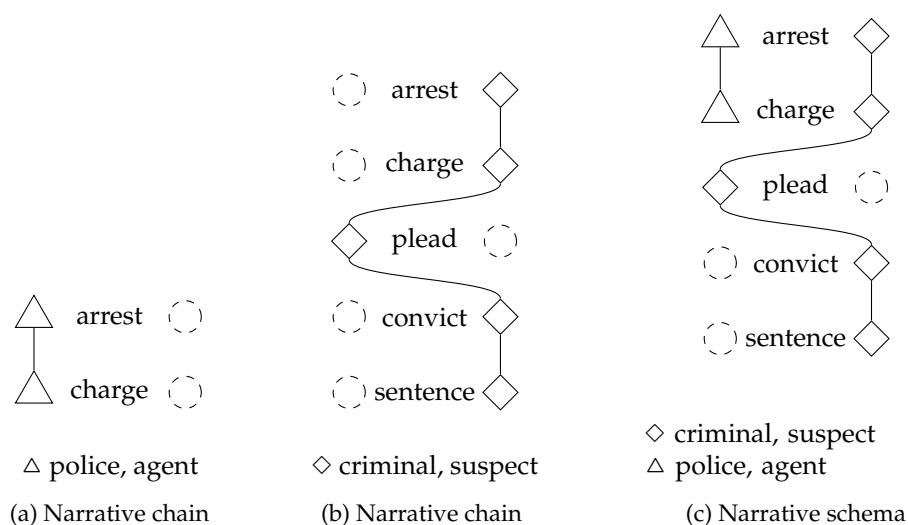 arrest
charge
△ police, agent
(a) Narrative chain
arrest
charge
plead
convict
sentence
◇ criminal, suspect
(b) Narrative chain
arrest
charge
plead
convict
sentence
◇ criminal, suspect
△ police, agent
(c) Narrative schema